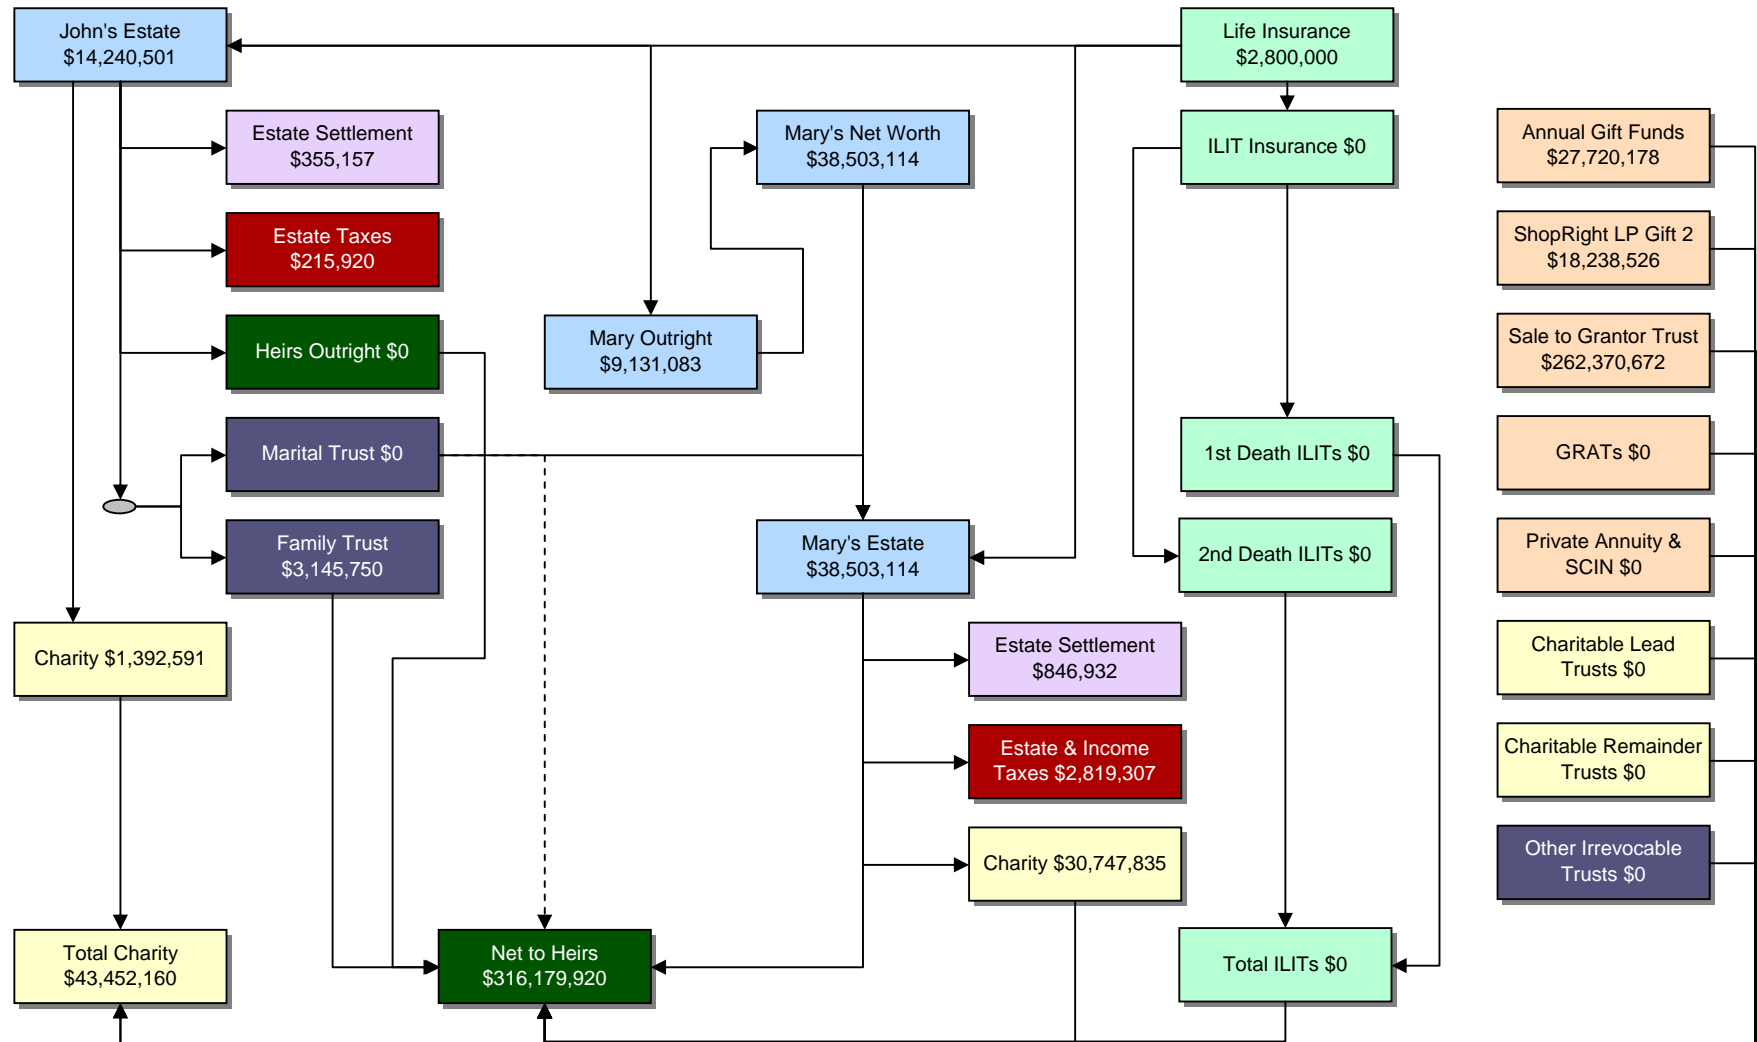 John's Estate
$14,240,501
Life Insurance
$2,800,000
Estate Settlement
$355,157
Mary's Net Worth
$38,503,114
ILIT Insurance $0
Annual Gift Funds
$27,720,178
Estate Taxes
$215,920
ShopRight LP Gift 2
$18,238,526
Heirs Outright $0
Mary Outright
$9,131,083
Sale to Grantor Trust
$262,370,672
Marital Trust $0
1st Death ILITs $0
GRATs $0
Family Trust
$3,145,750
Mary's Estate
$38,503,114
2nd Death ILITs $0
Private Annuity &
SCIN $0
Charity $1,392,591
Estate Settlement
$846,932
Charitable Lead
Trusts $0
Estate & Income
Taxes $2,819,307
Charitable Remainder
Trusts $0
Charity $30,747,835
Other Irrevocable
Trusts $0
Total Charity
$43,452,160
Net to Heirs
$316,179,920
Total ILITs $0